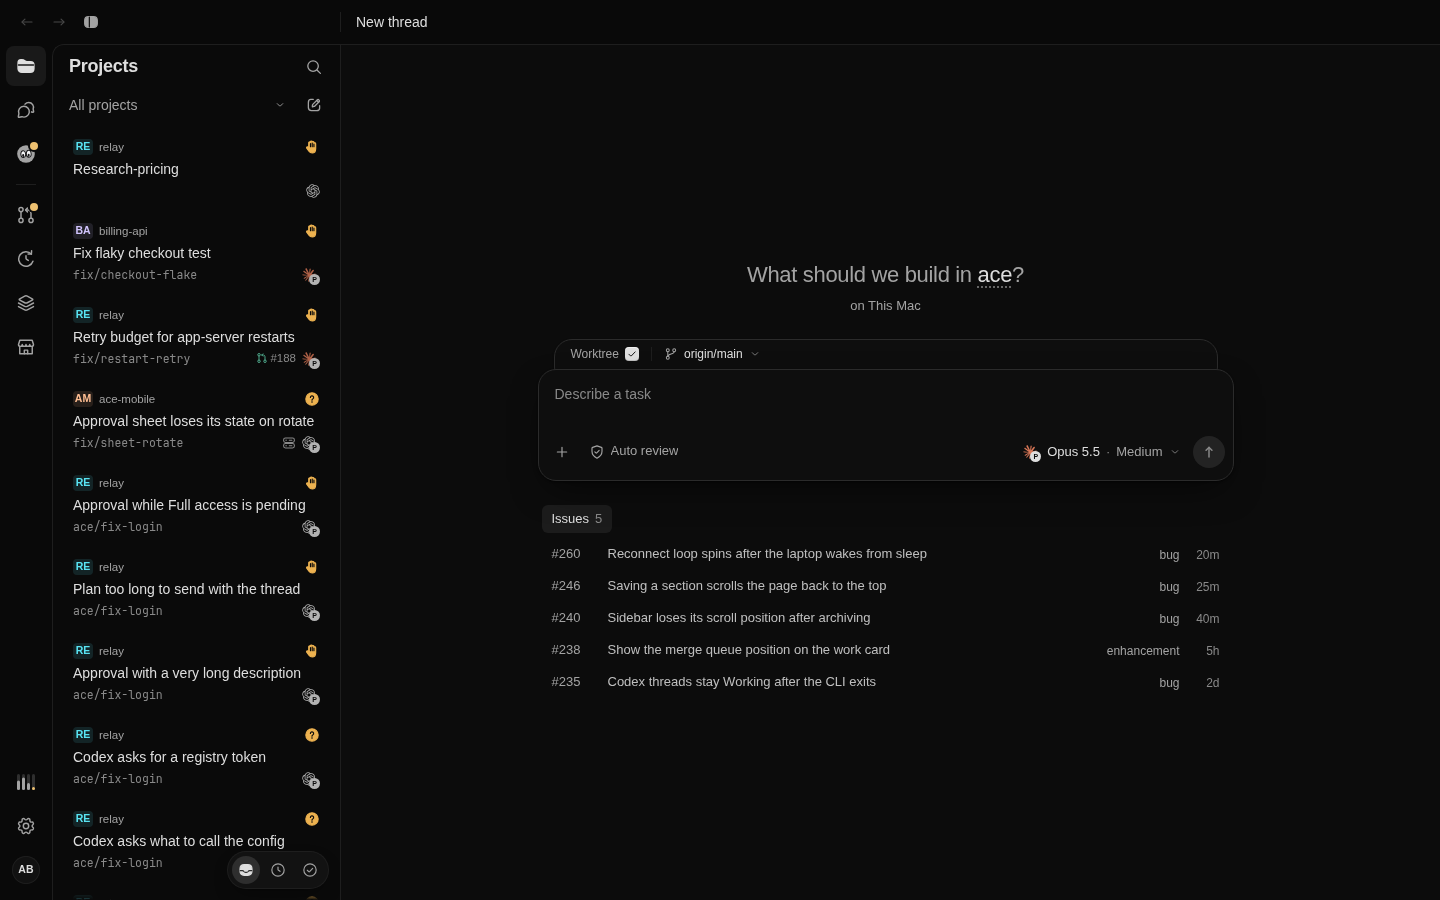 New thread
Projects
All projects
RE relay
Research-pricing
BA billing-api
Fix flaky checkout test
fix/checkout-flake
P
RE relay
Retry budget for app-server restarts
fix/restart-retry #188
P
AM ace-mobile
?
Approval sheet loses its state on rotate
fix/sheet-rotate
P
RE relay
Approval while Full access is pending
ace/fix-login
P
RE relay
Plan too long to send with the thread
ace/fix-login
P
RE relay
Approval with a very long description
ace/fix-login
P
RE relay
?
Codex asks for a registry token
ace/fix-login
P
RE relay
?
Codex asks what to call the config
ace/fix-login
AB
What should we build in ace?
on This Mac
Worktree origin/main
Describe a task
Auto review
P
Opus 5.5 · Medium
Issues 5
#260 Reconnect loop spins after the laptop wakes from sleep bug 20m
#246 Saving a section scrolls the page back to the top bug 25m
#240 Sidebar loses its scroll position after archiving bug 40m
#238 Show the merge queue position on the work card enhancement 5h
#235 Codex threads stay Working after the CLI exits bug 2d